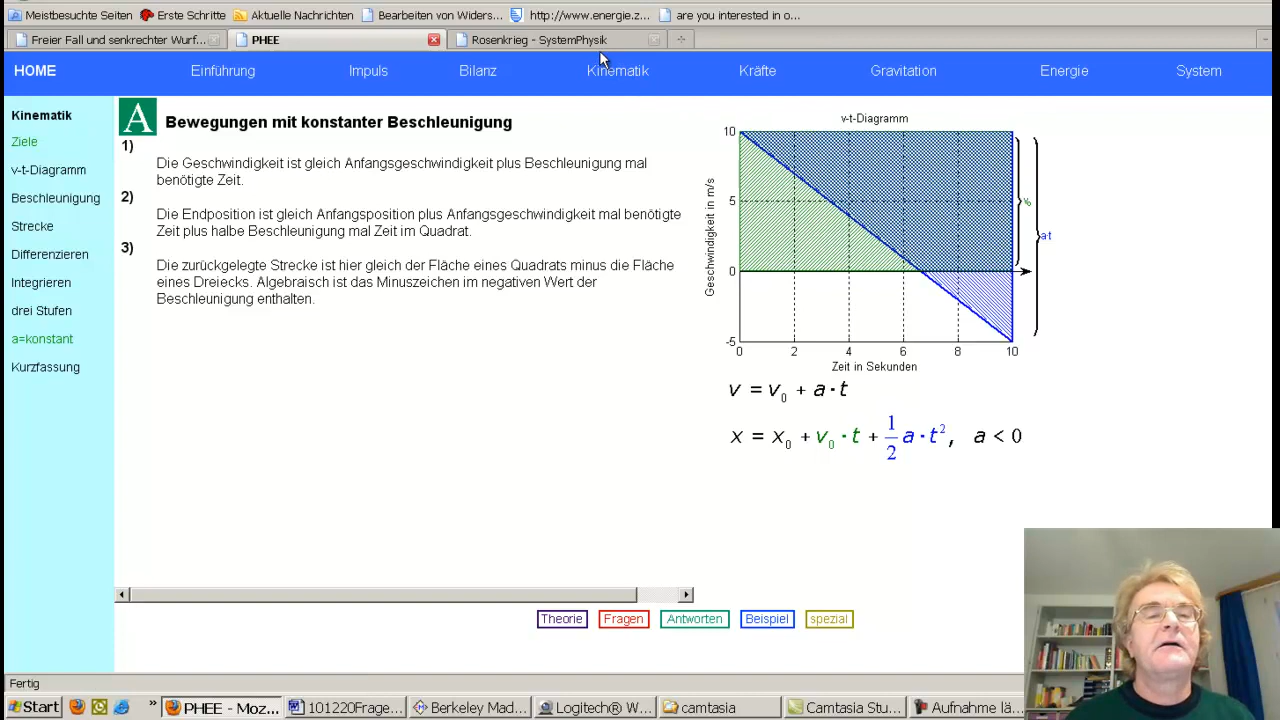 Meistbesuchte Seiten Erste Schritte Aktuelle Nachrichten Bearbeiten von Widers... http://www.energie.z... are you interested in o...
Freier Fall und senkrechter Wurf... PHEE Rosenkrieg - SystemPhysik
HOME Einführung Impuls Bilanz Kinematik Kräfte Gravitation Energie System
Kinematik
Ziele
v-t-Diagramm
Beschleunigung
Strecke
Differenzieren
Integrieren
drei Stufen
a=konstant
Kurzfassung
A Bewegungen mit konstanter Beschleunigung
1)
Die Geschwindigkeit ist gleich Anfangsgeschwindigkeit plus Beschleunigung mal
benötigte Zeit.
2)
Die Endposition ist gleich Anfangsposition plus Anfangsgeschwindigkeit mal benötigte
Zeit plus halbe Beschleunigung mal Zeit im Quadrat.
3)
Die zurückgelegte Strecke ist hier gleich der Fläche eines Quadrats minus die Fläche
eines Dreiecks. Algebraisch ist das Minuszeichen im negativen Wert der
Beschleunigung enthalten.
v-t-Diagramm
Geschwindigkeit in m/s
10
5
0
-5
0 2 4 6 8 10
Zeit in Sekunden
at
v = v0 + a·t
x = x0 + v0·t + 1/2 a·t², a < 0
Theorie Fragen Antworten Beispiel spezial
Fertig
Start » PHEE - Moz... 101220Frage... Berkeley Mad... Logitech® W... camtasia Camtasia Stu... Aufnahme lä